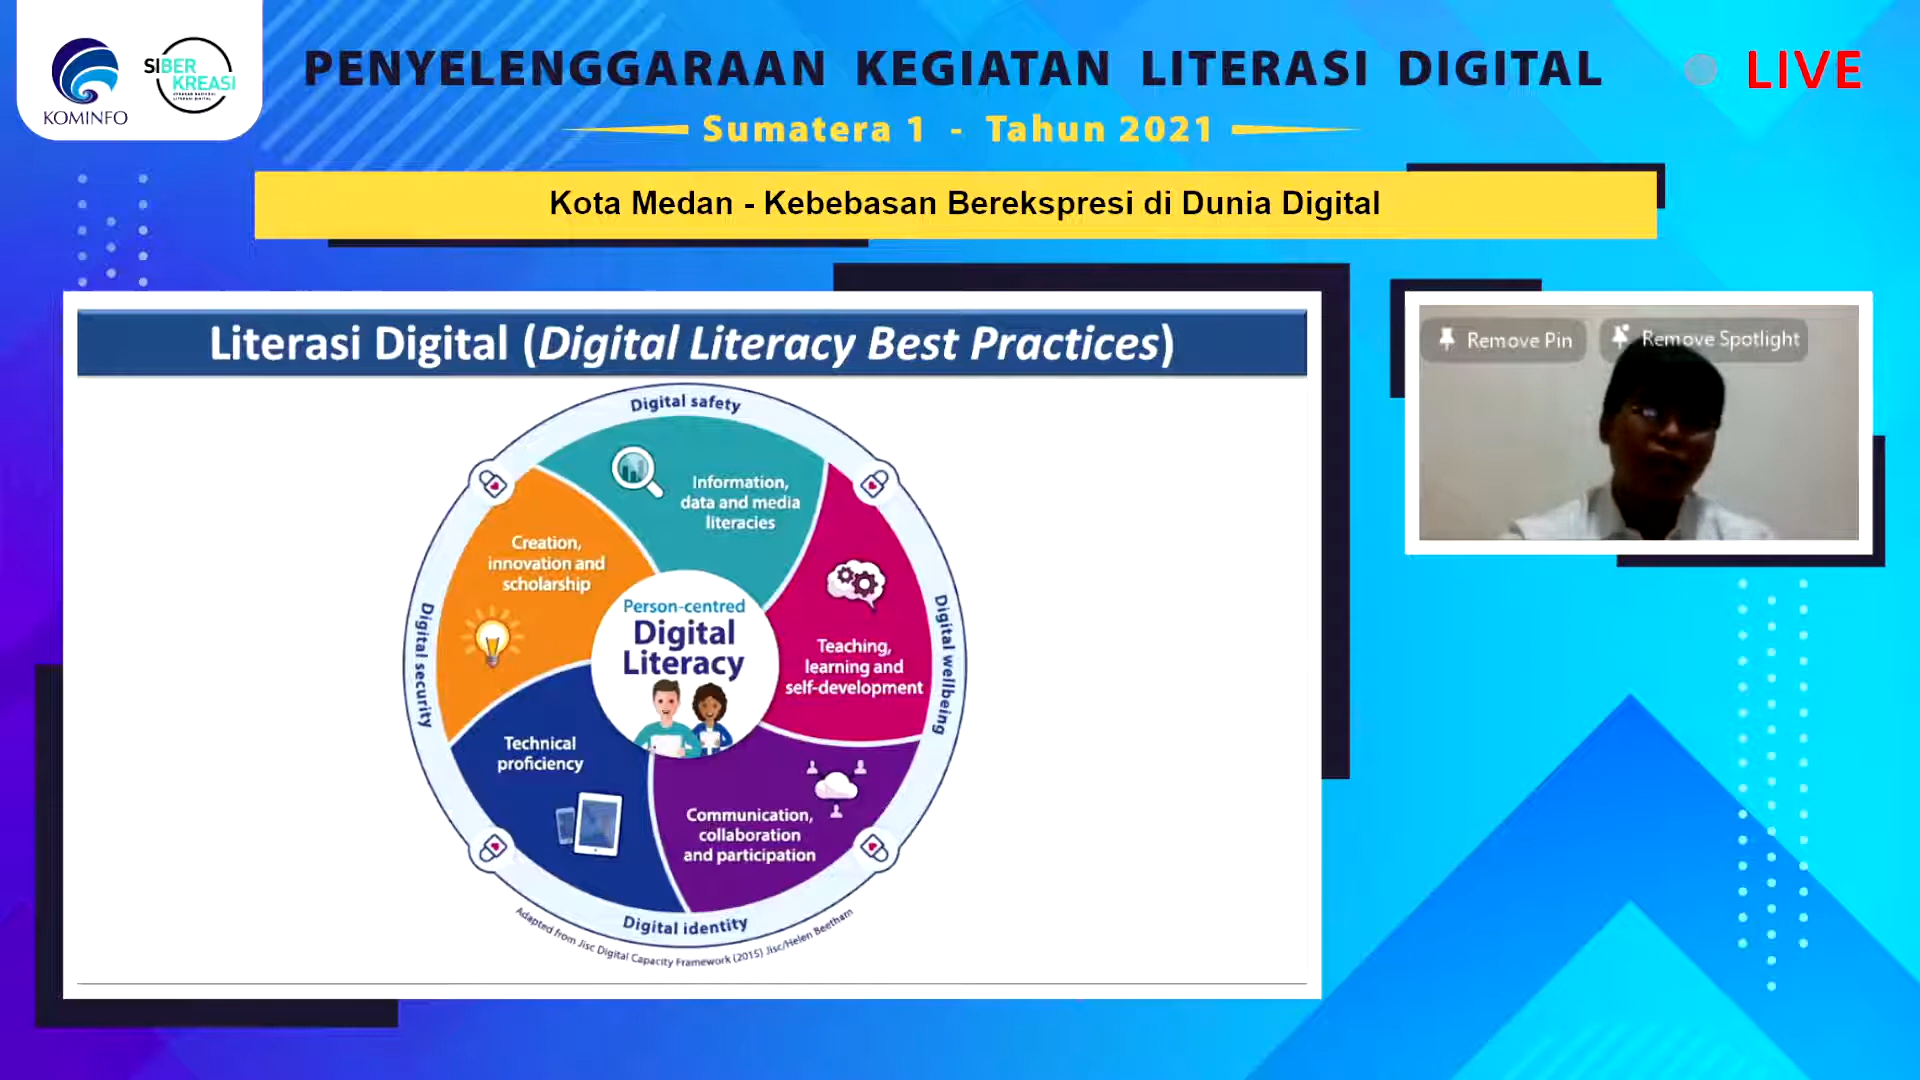 KOMINFO
SIBER
KREASI
PENYELENGGARAAN KEGIATAN LITERASI DIGITAL
LIVE
Sumatera 1 - Tahun 2021
Kota Medan - Kebebasan Berekspresi di Dunia Digital
Literasi Digital (Digital Literacy Best Practices)
Digital safety
Information,
data and media
literacies
Creation,
innovation and
scholarship
Person-centred
Digital
Literacy
Teaching,
learning and
self-development
Digital security
Digital wellbeing
Technical
proficiency
Communication,
collaboration
and participation
Digital identity
Adapted from Jisc Digital Capacity Framework (2015) Jisc/Helen Beetham
Remove Pin
Remove Spotlight